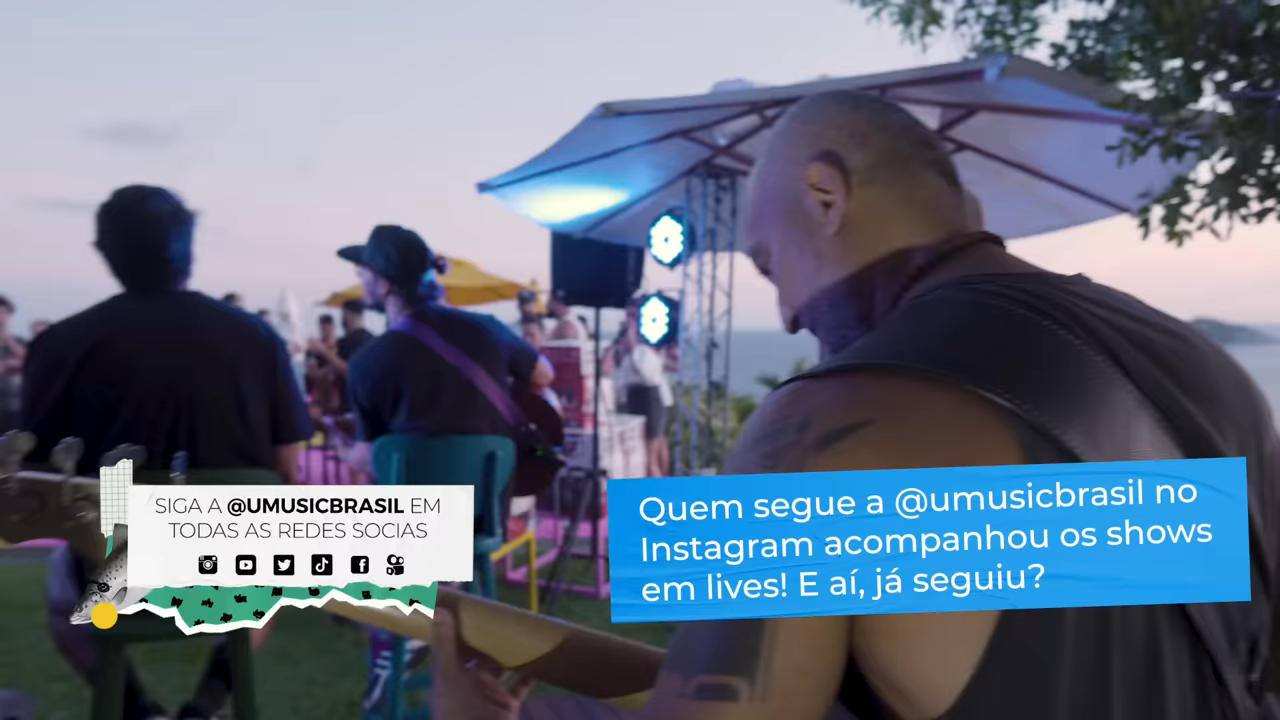 SIGA A @UMUSICBRASIL EM
TODAS AS REDES SOCIAS
Quem segue a @umusicbrasil no
Instagram acompanhou os shows
em lives! E aí, já seguiu?